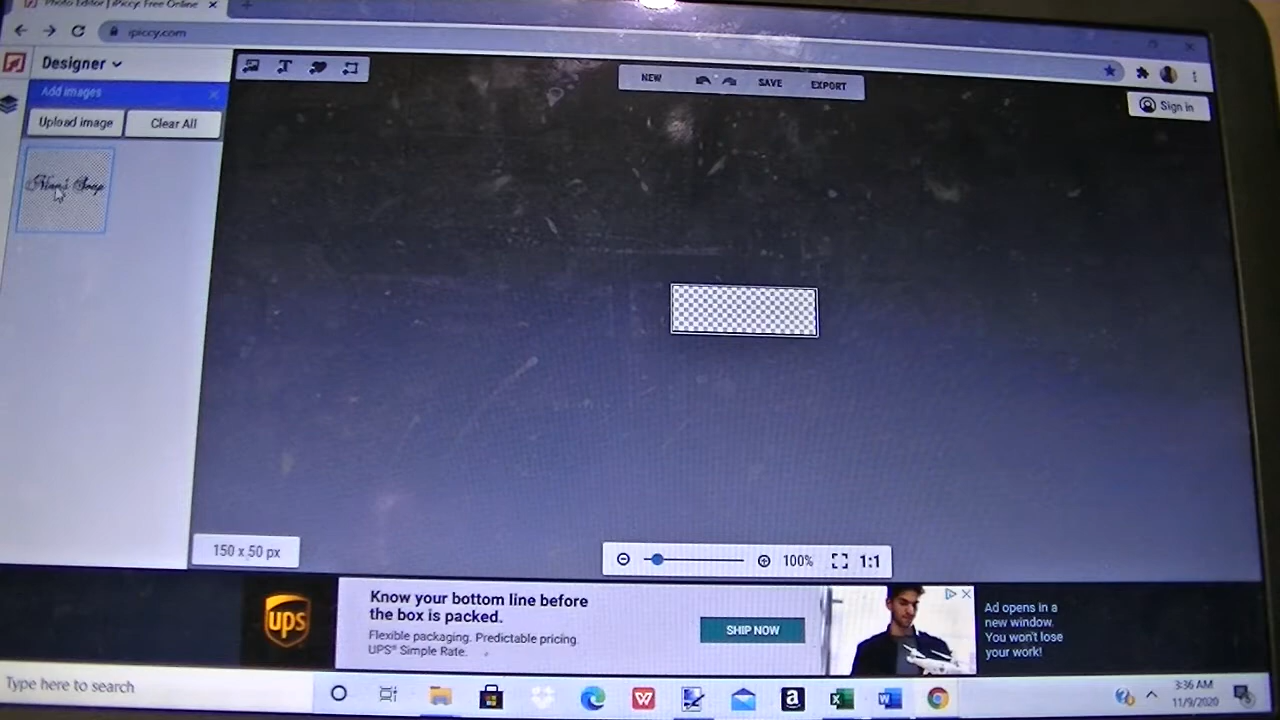 Photo Editor | iPiccy: Free Online
ipiccy.com
Designer
NEW SAVE EXPORT
Add images
Sign in
Upload image Clear All
Soap
150 x 50 px
100% 1:1
Know your bottom line before
the box is packed.
Flexible packaging. Predictable pricing.
UPS® Simple Rate.
ups
SHIP NOW
Ad opens in a
new window.
You won't lose
your work!
Type here to search
3:36 AM
11/9/2020